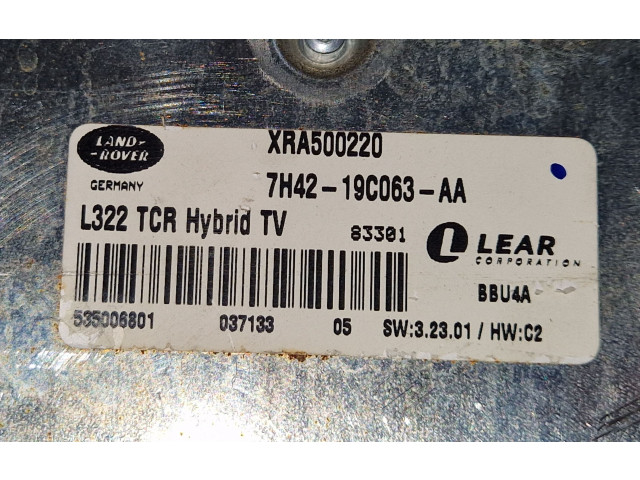 LAND-
-ROVER
GERMANY
XRA500220
7H42-19C063-AA
L322 TCR Hybrid TV
83301
LEAR
CORPORATION
BBU4A
535006801 037133 05 SW:3.23.01 / HW:C2